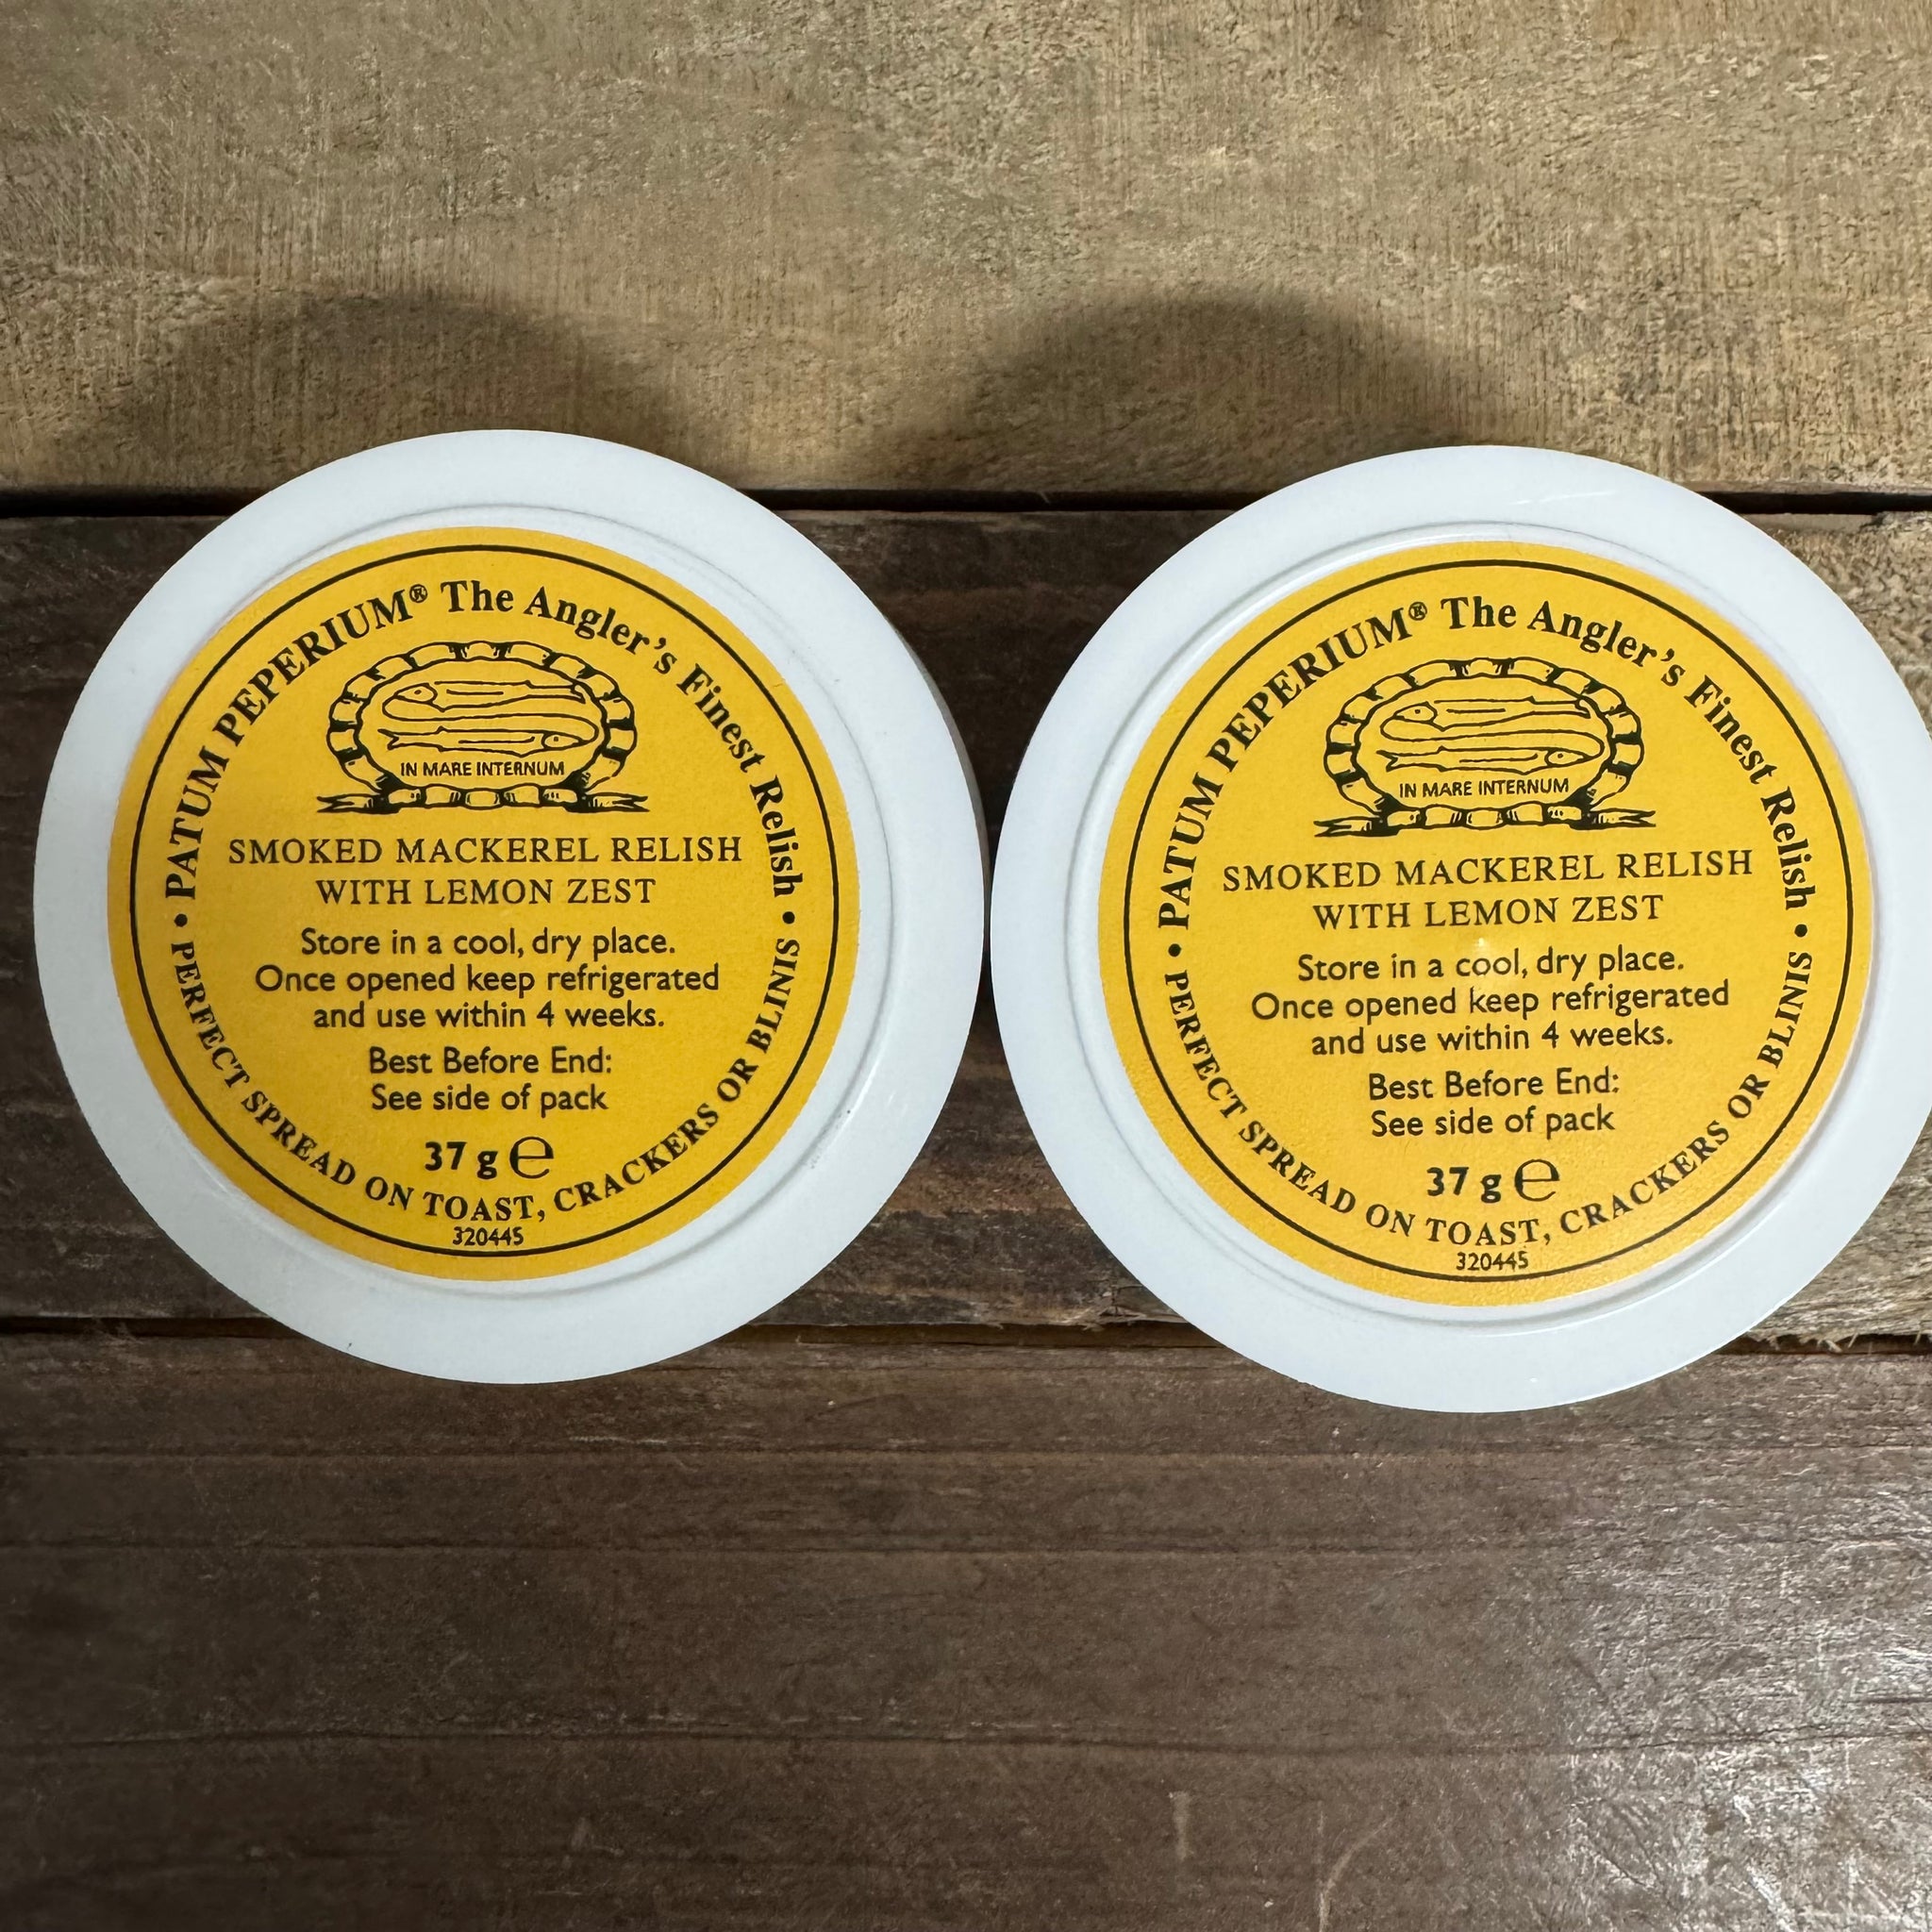 PATUM PEPERIUM® The Angler's Finest Relish
IN MARE INTERNUM
SMOKED MACKEREL RELISH
WITH LEMON ZEST
Store in a cool, dry place.
Once opened keep refrigerated
and use within 4 weeks.
Best Before End:
See side of pack
37 g ℮
• PERFECT SPREAD ON TOAST, CRACKERS OR BLINIS •
320445
PATUM PEPERIUM® The Angler's Finest Relish
IN MARE INTERNUM
SMOKED MACKEREL RELISH
WITH LEMON ZEST
Store in a cool, dry place.
Once opened keep refrigerated
and use within 4 weeks.
Best Before End:
See side of pack
37 g ℮
• PERFECT SPREAD ON TOAST, CRACKERS OR BLINIS •
320445